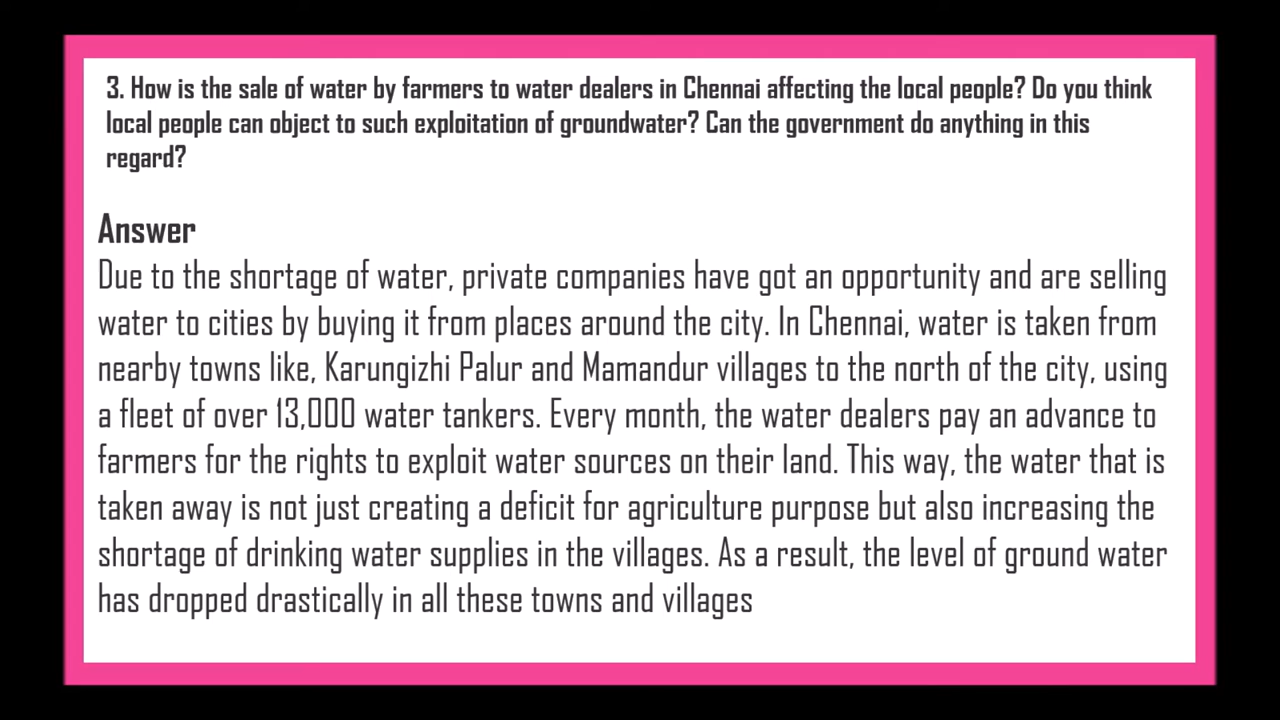 3. How is the sale of water by farmers to water dealers in Chennai affecting the local people? Do you think
local people can object to such exploitation of groundwater? Can the government do anything in this
regard?
Answer
Due to the shortage of water, private companies have got an opportunity and are selling
water to cities by buying it from places around the city. In Chennai, water is taken from
nearby towns like, Karungizhi Palur and Mamandur villages to the north of the city, using
a fleet of over 13,000 water tankers. Every month, the water dealers pay an advance to
farmers for the rights to exploit water sources on their land. This way, the water that is
taken away is not just creating a deficit for agriculture purpose but also increasing the
shortage of drinking water supplies in the villages. As a result, the level of ground water
has dropped drastically in all these towns and villages